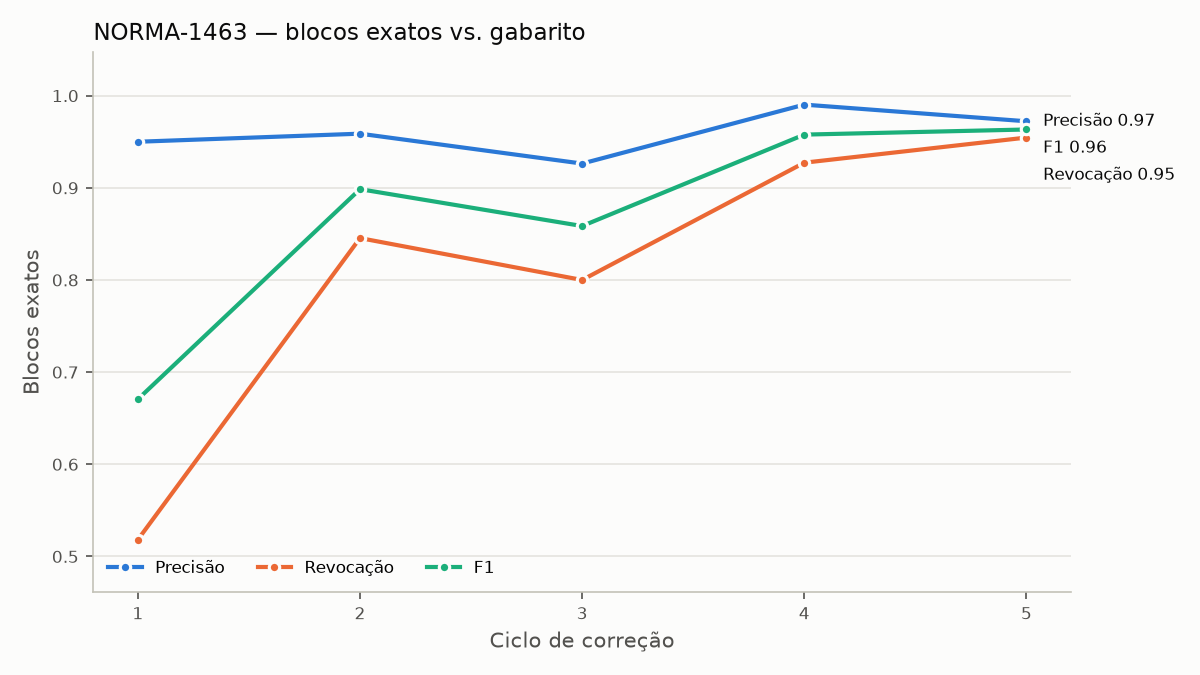 NORMA-1463 — blocos exatos vs. gabarito
Blocos exatos
1.0
0.9
0.8
0.7
0.6
0.5
Precisão 0.97
F1 0.96
Revocação 0.95
Precisão
Revocação
F1
1
2
3
4
5
Ciclo de correção